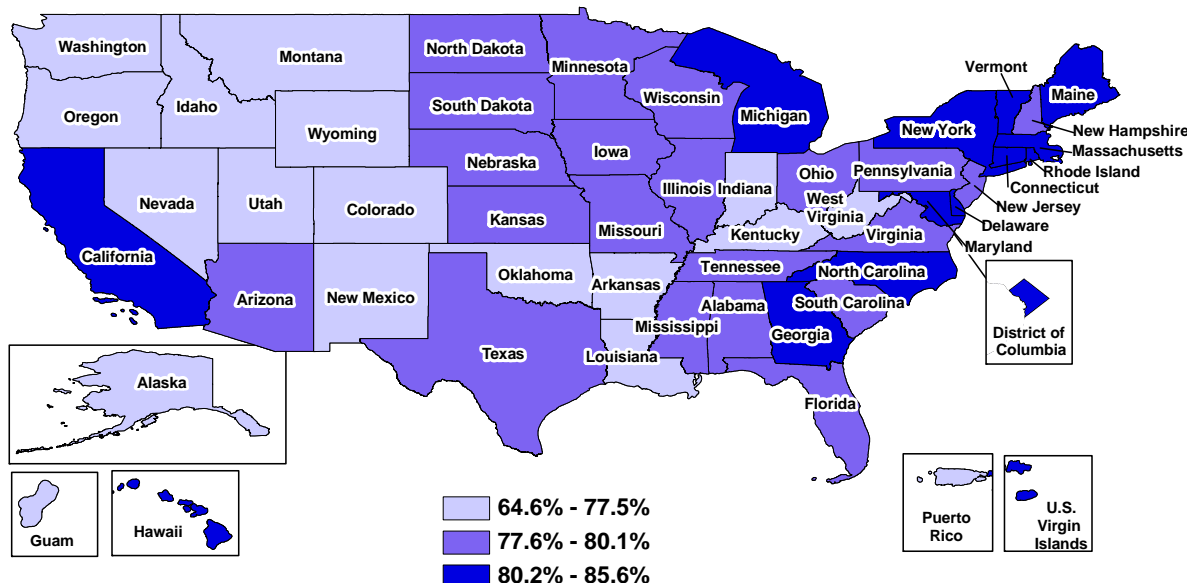 Washington
Montana
North Dakota
Minnesota
Vermont
Maine
Oregon
Idaho
South Dakota
Wisconsin
Michigan
New York
New Hampshire
Wyoming
Massachusetts
Iowa
Nebraska
Ohio
Pennsylvania
Rhode Island
Connecticut
Nevada
Utah
Colorado
Illinois
Indiana
West
Virginia
New Jersey
Kansas
Missouri
Kentucky
Virginia
Delaware
Maryland
California
Tennessee
North Carolina
Oklahoma
Arkansas
Arizona
New Mexico
Alabama
South Carolina
Mississippi
Georgia
District of
Columbia
Texas
Louisiana
Alaska
Florida
Guam
Hawaii
64.6% - 77.5%
77.6% - 80.1%
80.2% - 85.6%
Puerto
Rico
U.S.
Virgin
Islands